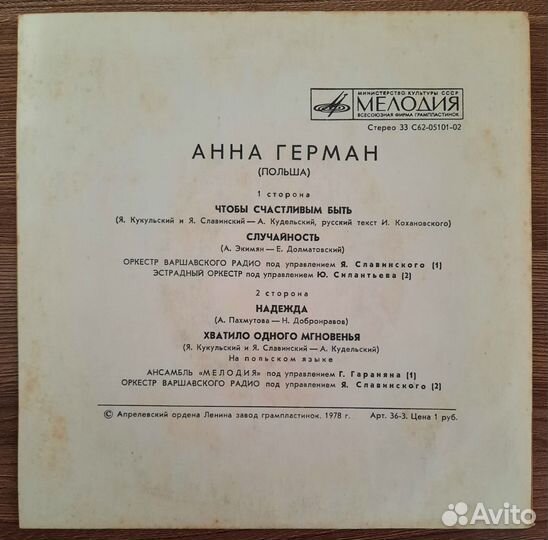 МИНИСТЕРСТВО КУЛЬТУРЫ СССР
МЕЛОДИЯ
ВСЕСОЮЗНАЯ ФИРМА ГРАМПЛАСТИНОК
Стерео 33 С62-05101-02
АННА ГЕРМАН
(ПОЛЬША)
1 сторона
ЧТОБЫ СЧАСТЛИВЫМ БЫТЬ
(Я. Кукульский и Я. Славинский — А. Кудельский, русский текст И. Кохановского)
СЛУЧАЙНОСТЬ
(А. Экимян — Е. Долматовский)
ОРКЕСТР ВАРШАВСКОГО РАДИО под управлением Я. Славинского (1)
ЭСТРАДНЫЙ ОРКЕСТР под управлением Ю. Силантьева (2)
2 сторона
НАДЕЖДА
(А. Пахмутова — Н. Добронравов)
ХВАТИЛО ОДНОГО МГНОВЕНЬЯ
(Я. Кукульский и Я. Славинский — А. Кудельский)
На польском языке
АНСАМБЛЬ «МЕЛОДИЯ» под управлением Г. Гараняна (1)
ОРКЕСТР ВАРШАВСКОГО РАДИО под управлением Я. Славинского (2)
© Апрелевский ордена Ленина завод грампластинок. 1978 г. Арт. 36-3. Цена 1 руб.
Avito